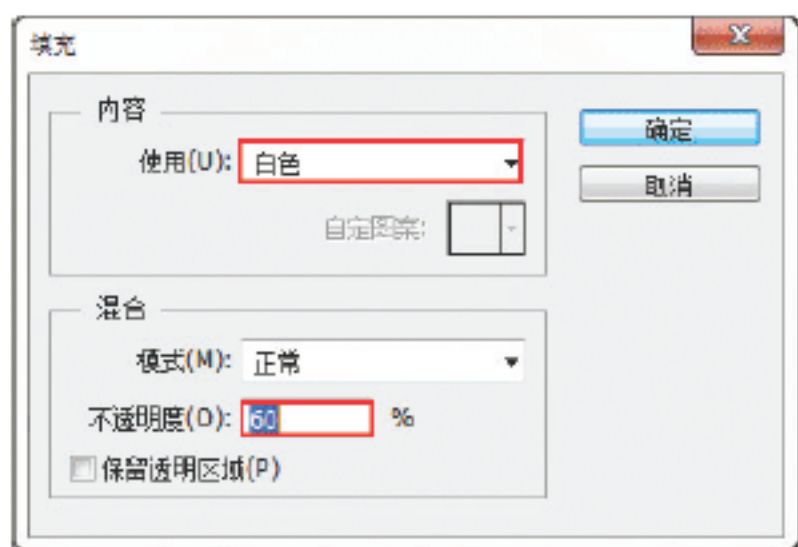 填充
内容
使用(U): 白色
自定图案:
确定
取消
混合
模式(M): 正常
不透明度(O): 60 %
保留透明区域(P)